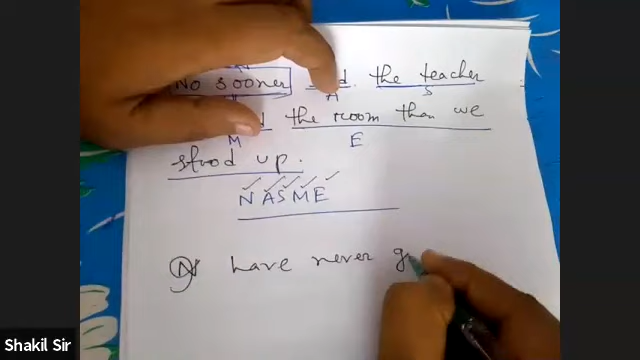 No sooner the teacher
A S
the room than we
M E
stood up.
NASME
N have never g
Shakil Sir